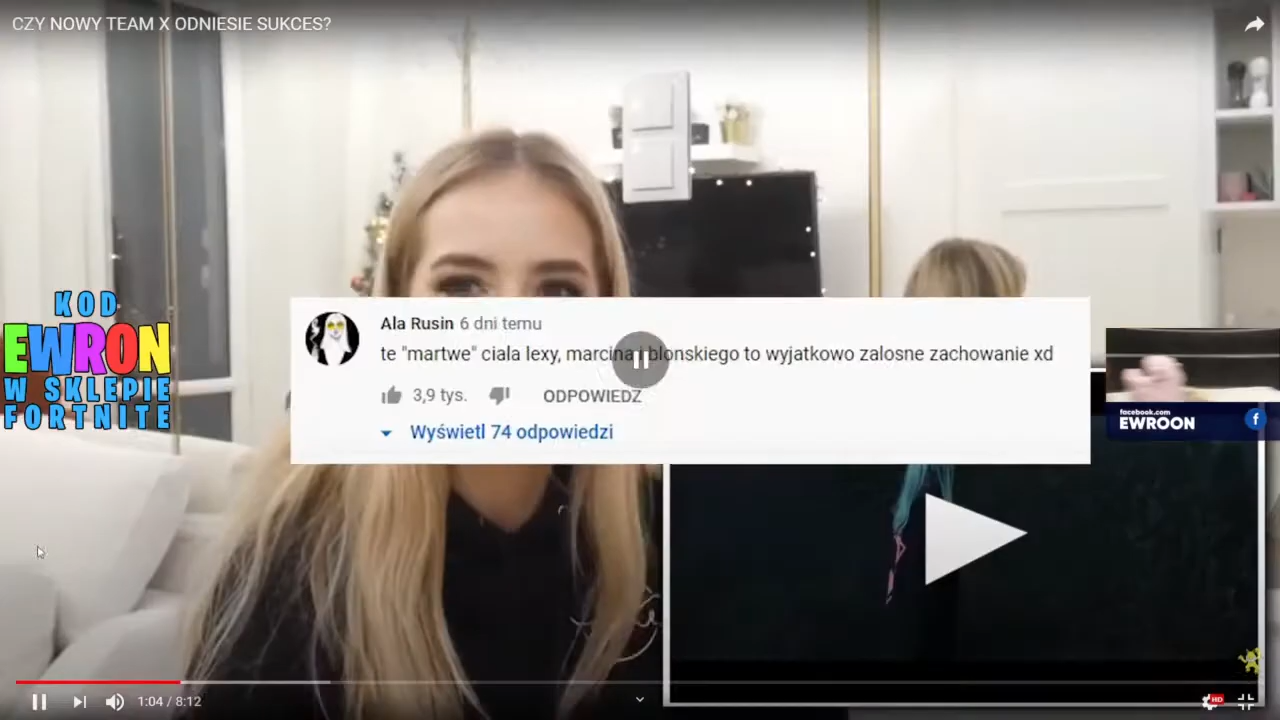 CZY NOWY TEAM X ODNIESIE SUKCES?
KOD
EWRON
W SKLEPIE
FORTNITE
Ala Rusin 6 dni temu
te "martwe" ciala lexy, marcina i blonskiego to wyjatkowo zalosne zachowanie xd
3,9 tys. ODPOWIEDZ
Wyświetl 74 odpowiedzi
facebook.com
EWROON
f
1:04 / 8:12
HD